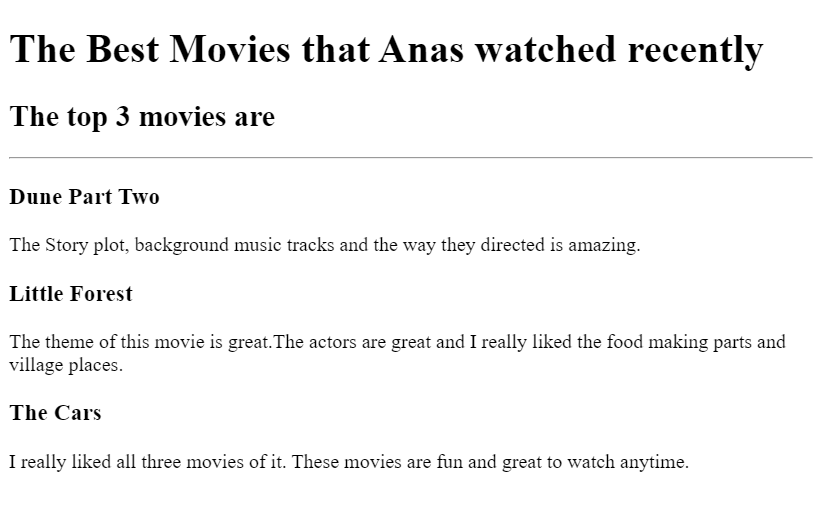 The Best Movies that Anas watched recently
The top 3 movies are
Dune Part Two
The Story plot, background music tracks and the way they directed is amazing.
Little Forest
The theme of this movie is great.The actors are great and I really liked the food making parts and
village places.
The Cars
I really liked all three movies of it. These movies are fun and great to watch anytime.